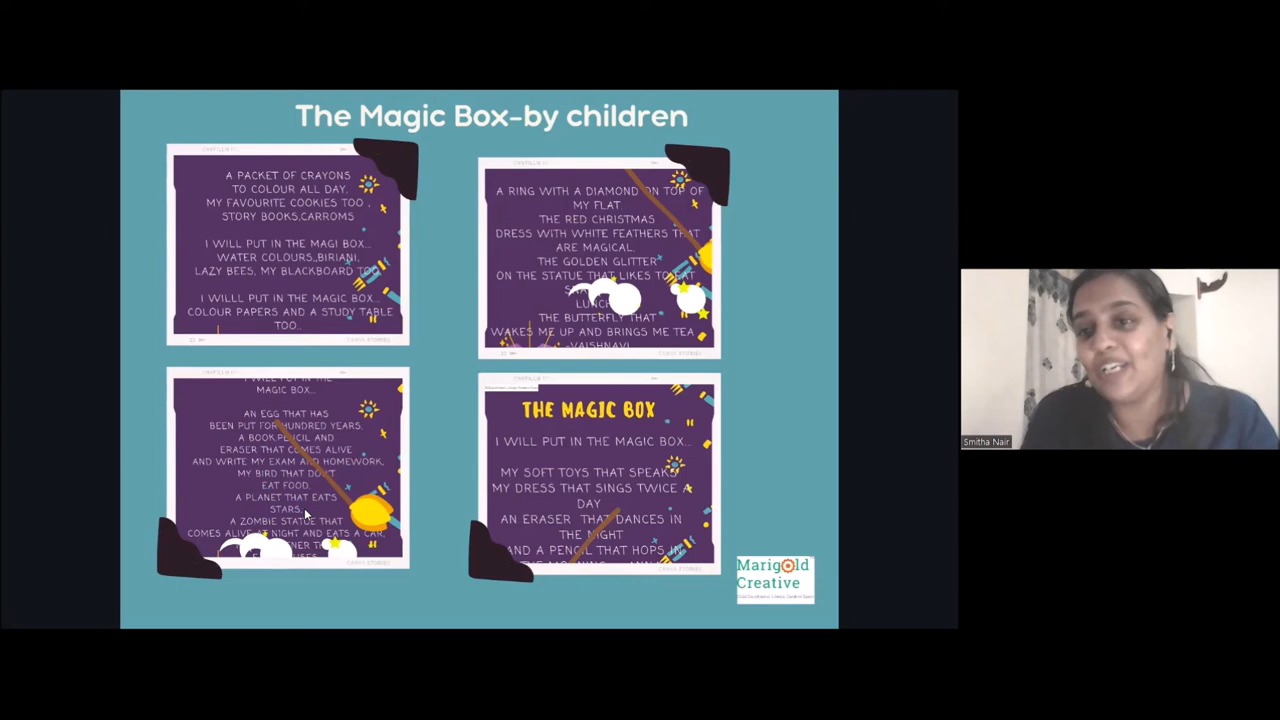 The Magic Box-by children
A PACKET OF CRAYONS
TO COLOUR ALL DAY,
MY FAVOURITE COOKIES TOO ,
STORY BOOKS,CARROMS
I WILL PUT IN THE MAGI BOX...
WATER COLOURS,,BIRIANI,
LAZY BEES, MY BLACKBOARD TOO
I WILLL PUT IN THE MAGIC BOX...
COLOUR PAPERS AND A STUDY TABLE
TOO...
A RING WITH A DIAMOND ON TOP OF
MY FLAT.
THE RED CHRISTMAS
DRESS WITH WHITE FEATHERS THAT
ARE MAGICAL.
THE GOLDEN GLITTER
ON THE STATUE THAT LIKES TO EAT
THE BUTTERFLY THAT
WAKES ME UP AND BRINGS ME TEA
-VAISHNAVI
I WILL PUT IN THE
MAGIC BOX...
AN EGG THAT HAS
BEEN PUT FOR HUNDRED YEARS.
A BOOK,PENCIL AND
ERASER THAT COMES ALIVE
AND WRITE MY EXAM AND HOMEWORK,
MY BIRD THAT DON'T
EAT FOOD,
A PLANET THAT EAT'S
STARS,
A ZOMBIE STATUE THAT
COMES ALIVE AT NIGHT AND EATS A CAR,
THE MAGIC BOX
I WILL PUT IN THE MAGIC BOX...
MY SOFT TOYS THAT SPEAKS
MY DRESS THAT SINGS TWICE A
DAY
AN ERASER THAT DANCES IN
THE NIGHT
AND A PENCIL THAT HOPS IN
Marigold
Creative
Smitha Nair